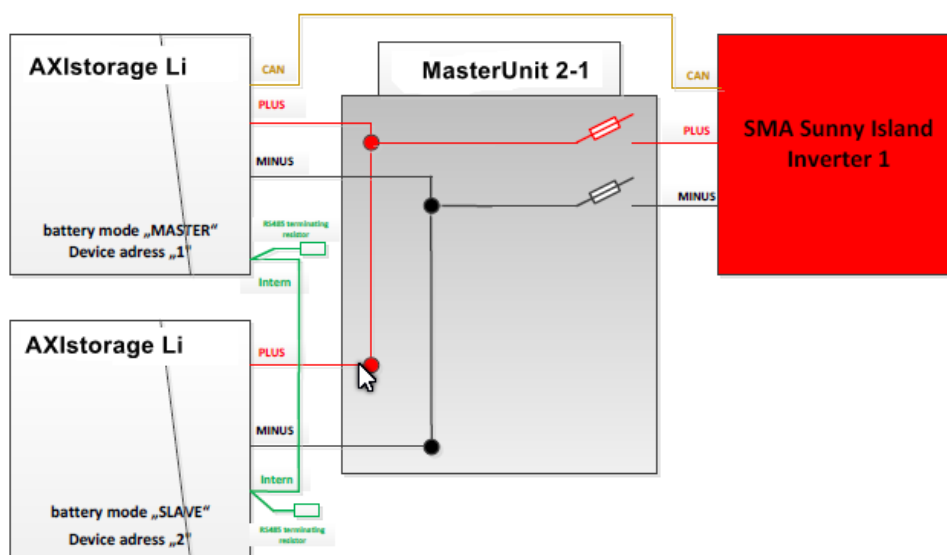 AXIstorage Li
CAN
PLUS
MINUS
battery mode „MASTER“
Device adress „1"
RS485 terminating
resistor
Intern
MasterUnit 2-1
CAN
PLUS
MINUS
SMA Sunny Island
Inverter 1
AXIstorage Li
PLUS
MINUS
Intern
battery mode „SLAVE“
Device adress „2"
RS485 terminating
resistor